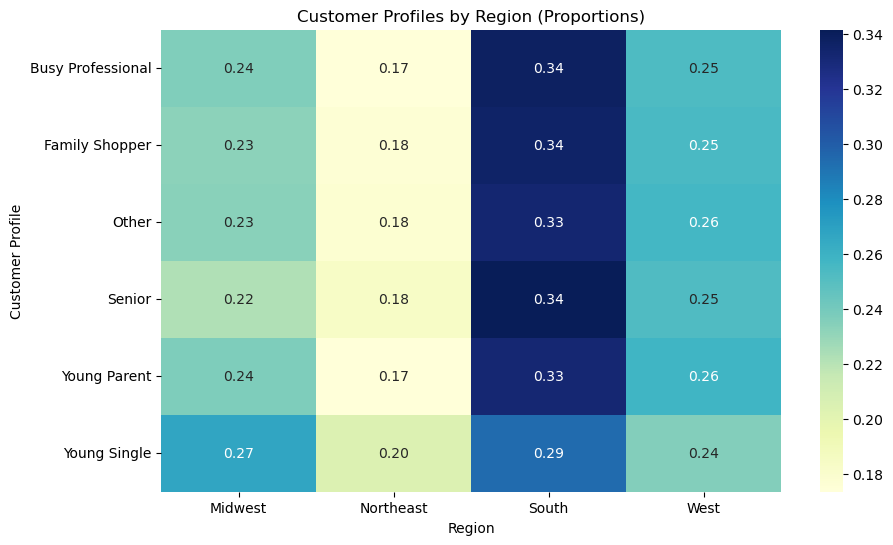 Customer Profiles by Region (Proportions)
Customer Profile
Busy Professional 0.24 0.17 0.34 0.25
Family Shopper 0.23 0.18 0.34 0.25
Other 0.23 0.18 0.33 0.26
Senior 0.22 0.18 0.34 0.25
Young Parent 0.24 0.17 0.33 0.26
Young Single 0.27 0.20 0.29 0.24
Midwest Northeast South West
Region
0.34
0.32
0.30
0.28
0.26
0.24
0.22
0.20
0.18